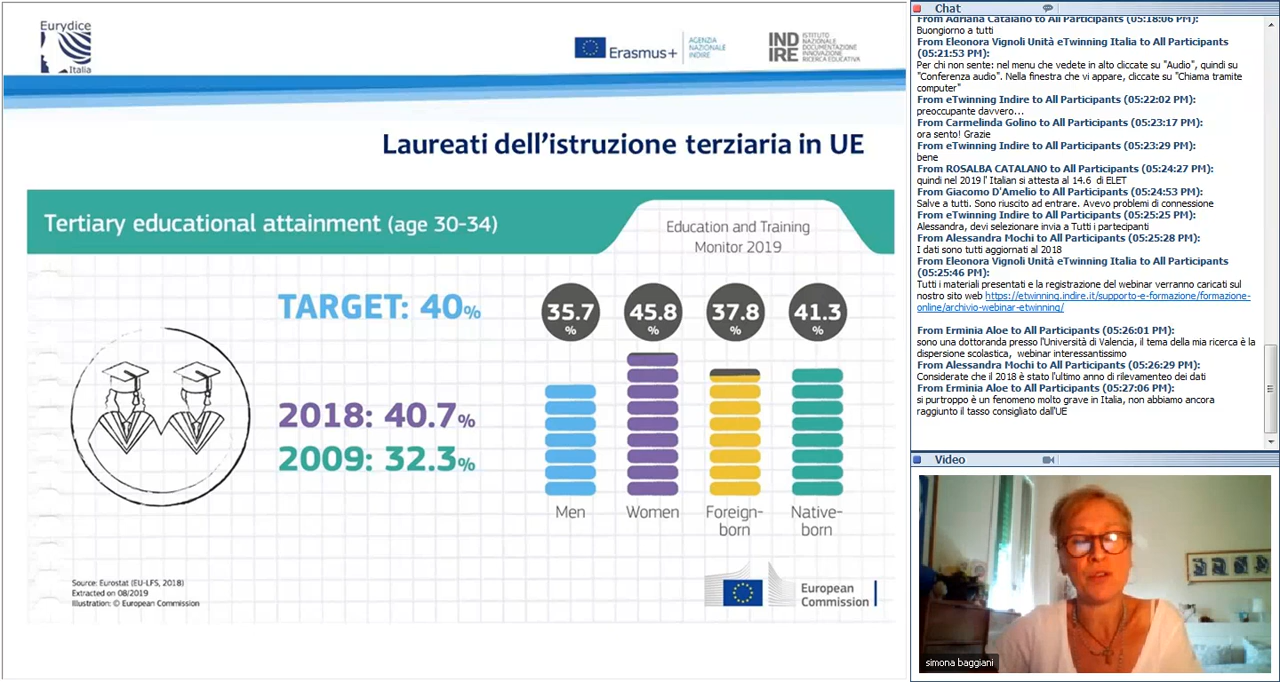 Eurydice
Italia
Erasmus+
AGENZIA
NAZIONALE
INDIRE
IND
IRE
ISTITUTO
NAZIONALE
DOCUMENTAZIONE
INNOVAZIONE
RICERCA EDUCATIVA
Laureati dell'istruzione terziaria in UE
Tertiary educational attainment (age 30-34)
Education and Training
Monitor 2019
TARGET: 40%
2018: 40.7%
2009: 32.3%
35.7
%
45.8
%
37.8
%
41.3
%
Men
Women
Foreign-
born
Native-
born
Source: Eurostat (EU-LFS, 2018)
Extracted on 08/2019
Illustration: © European Commission
European
Commission
Chat
From Adriana Catalano to All Participants (05:18:06 PM):
Buongiorno a tutti
From Eleonora Vignoli Unità eTwinning Italia to All Participants
(05:21:53 PM):
Per chi non sente: nel menu che vedete in alto cliccate su "Audio", quindi su
"Conferenza audio". Nella finestra che vi appare, cliccate su "Chiama tramite
computer"
From eTwinning Indire to All Participants (05:22:02 PM):
preoccupante davvero...
From Carmelinda Golino to All Participants (05:23:17 PM):
ora sento! Grazie
From eTwinning Indire to All Participants (05:23:29 PM):
bene
From ROSALBA CATALANO to All Participants (05:24:27 PM):
quindi nel 2019 l' Italian si attesta al 14.6 di ELET
From Giacomo D'Amelio to All Participants (05:24:53 PM):
Salve a tutti. Sono riuscito ad entrare. Avevo problemi di connessione
From eTwinning Indire to All Participants (05:25:25 PM):
Alessandra, devi selezionare invia a Tutti i partecipanti
From Alessandra Mochi to All Participants (05:25:28 PM):
I dati sono tutti aggiornati al 2018
From Eleonora Vignoli Unità eTwinning Italia to All Participants
(05:25:46 PM):
Tutti i materiali presentati e la registrazione del webinar verranno caricati sul
nostro sito web https://etwinning.indire.it/supporto-e-formazione/formazione-
online/archivio-webinar-etwinning/
From Erminia Aloe to All Participants (05:26:01 PM):
sono una dottoranda presso l'Università di Valencia, il tema della mia ricerca è la
dispersione scolastica, webinar interessantissimo
From Alessandra Mochi to All Participants (05:26:29 PM):
Considerate che il 2018 è stato l'ultimo anno di rilevamenteo dei dati
From Erminia Aloe to All Participants (05:27:06 PM):
si purtroppo è un fenomeno molto grave in Italia, non abbiamo ancora
raggiunto il tasso consigliato dall'UE
Video
simona baggiani